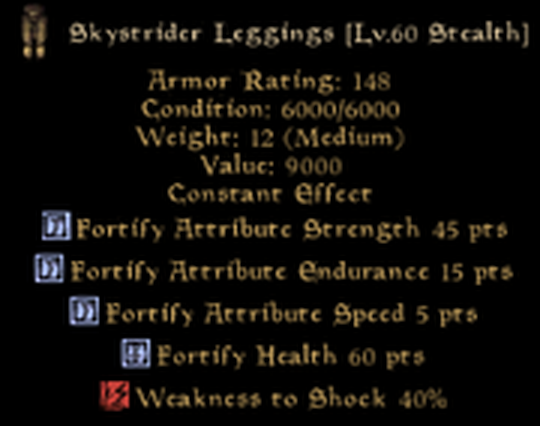 Skystrider Leggings [Lv.60 Stealth]
Armor Rating: 148
Condition: 6000/6000
Weight: 12 (Medium)
Value: 9000
Constant Effect
Fortify Attribute Strength 45 pts
Fortify Attribute Endurance 15 pts
Fortify Attribute Speed 5 pts
Fortify Health 60 pts
Weakness to Shock 40%